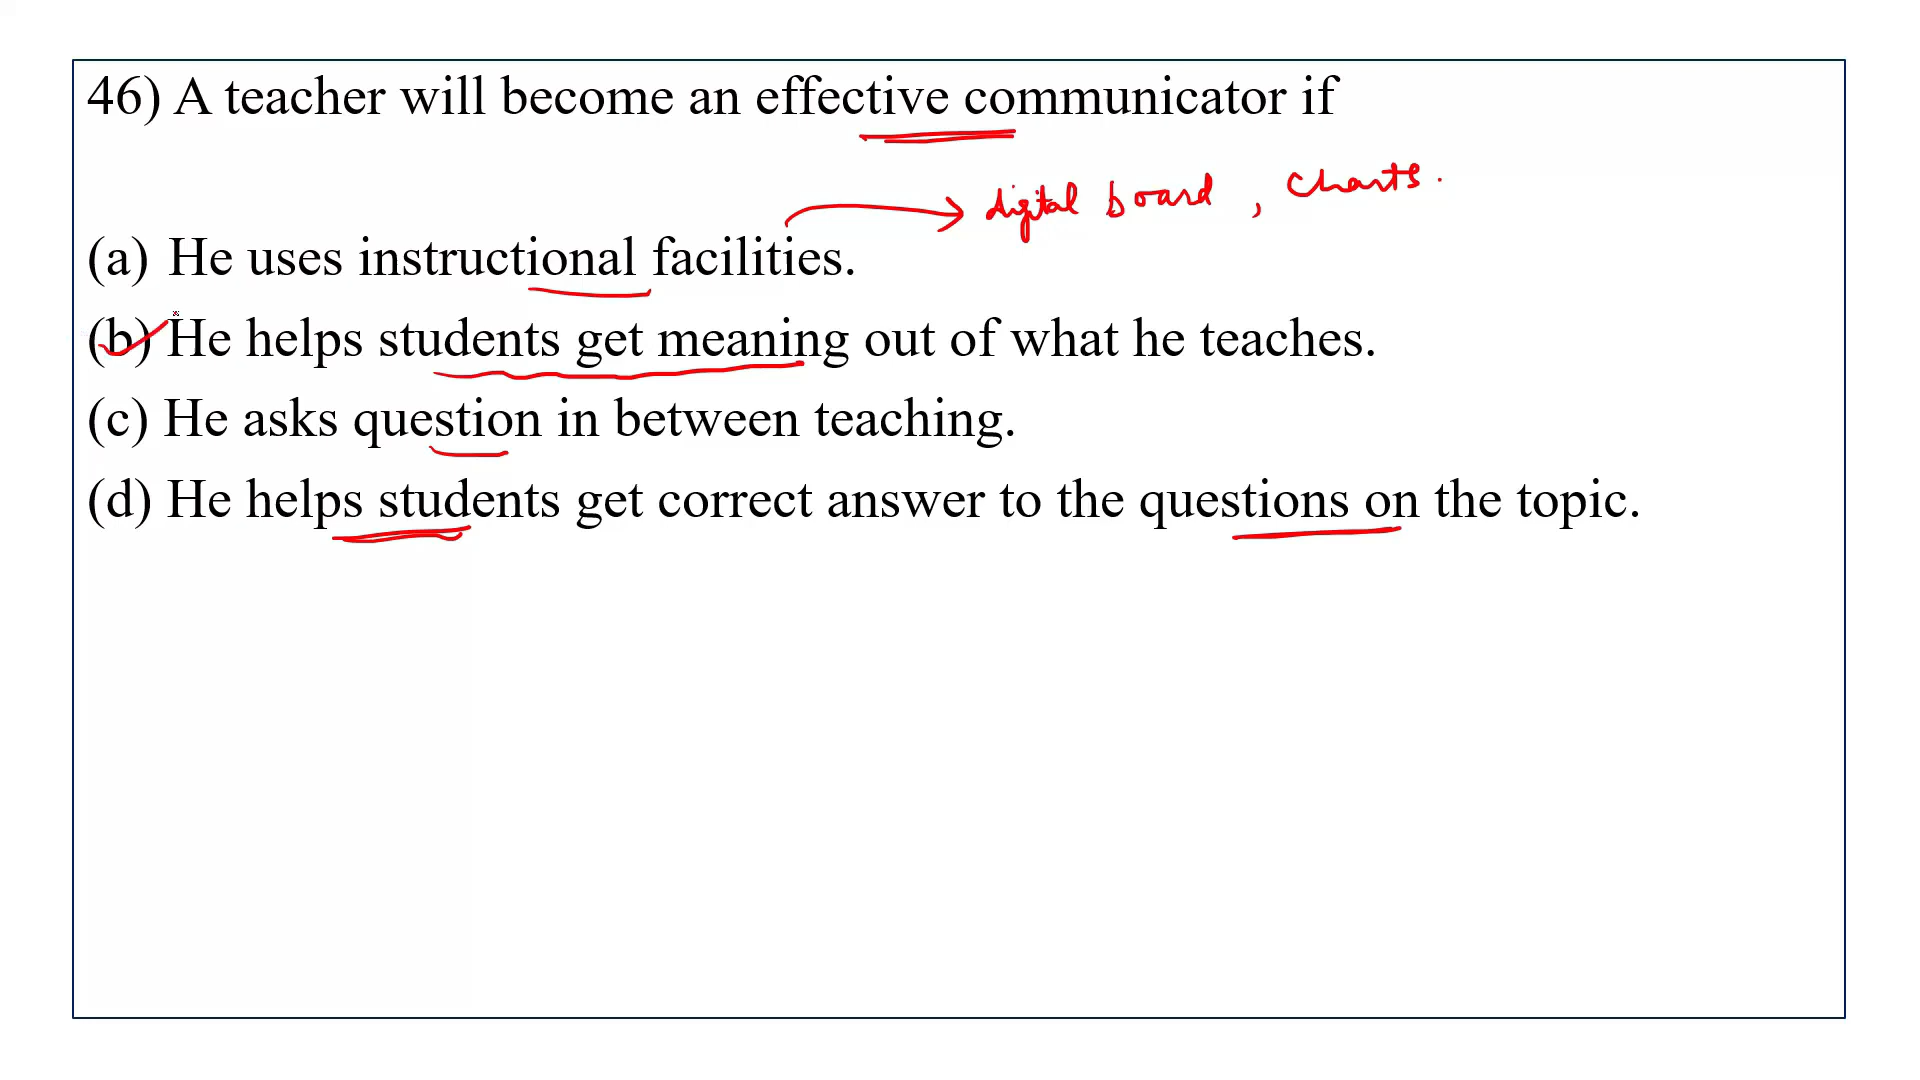 46) A teacher will become an effective communicator if
digital board , Charts.
(a) He uses instructional facilities.
(b) He helps students get meaning out of what he teaches.
(c) He asks question in between teaching.
(d) He helps students get correct answer to the questions on the topic.